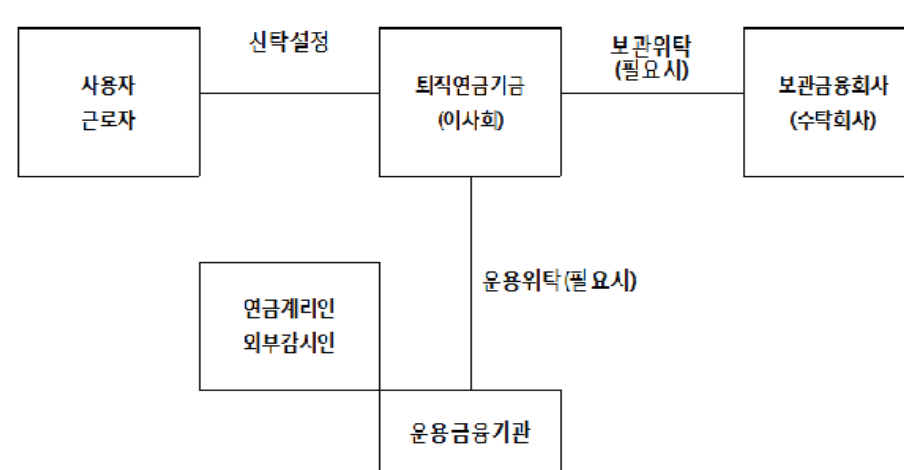 신탁설정
보관위탁
(필요시)
사용자
근로자
퇴직연금기금
(이사회)
보관금융회사
(수탁회사)
운용위탁(필요시)
연금계리인
외부감시인
운용금융기관